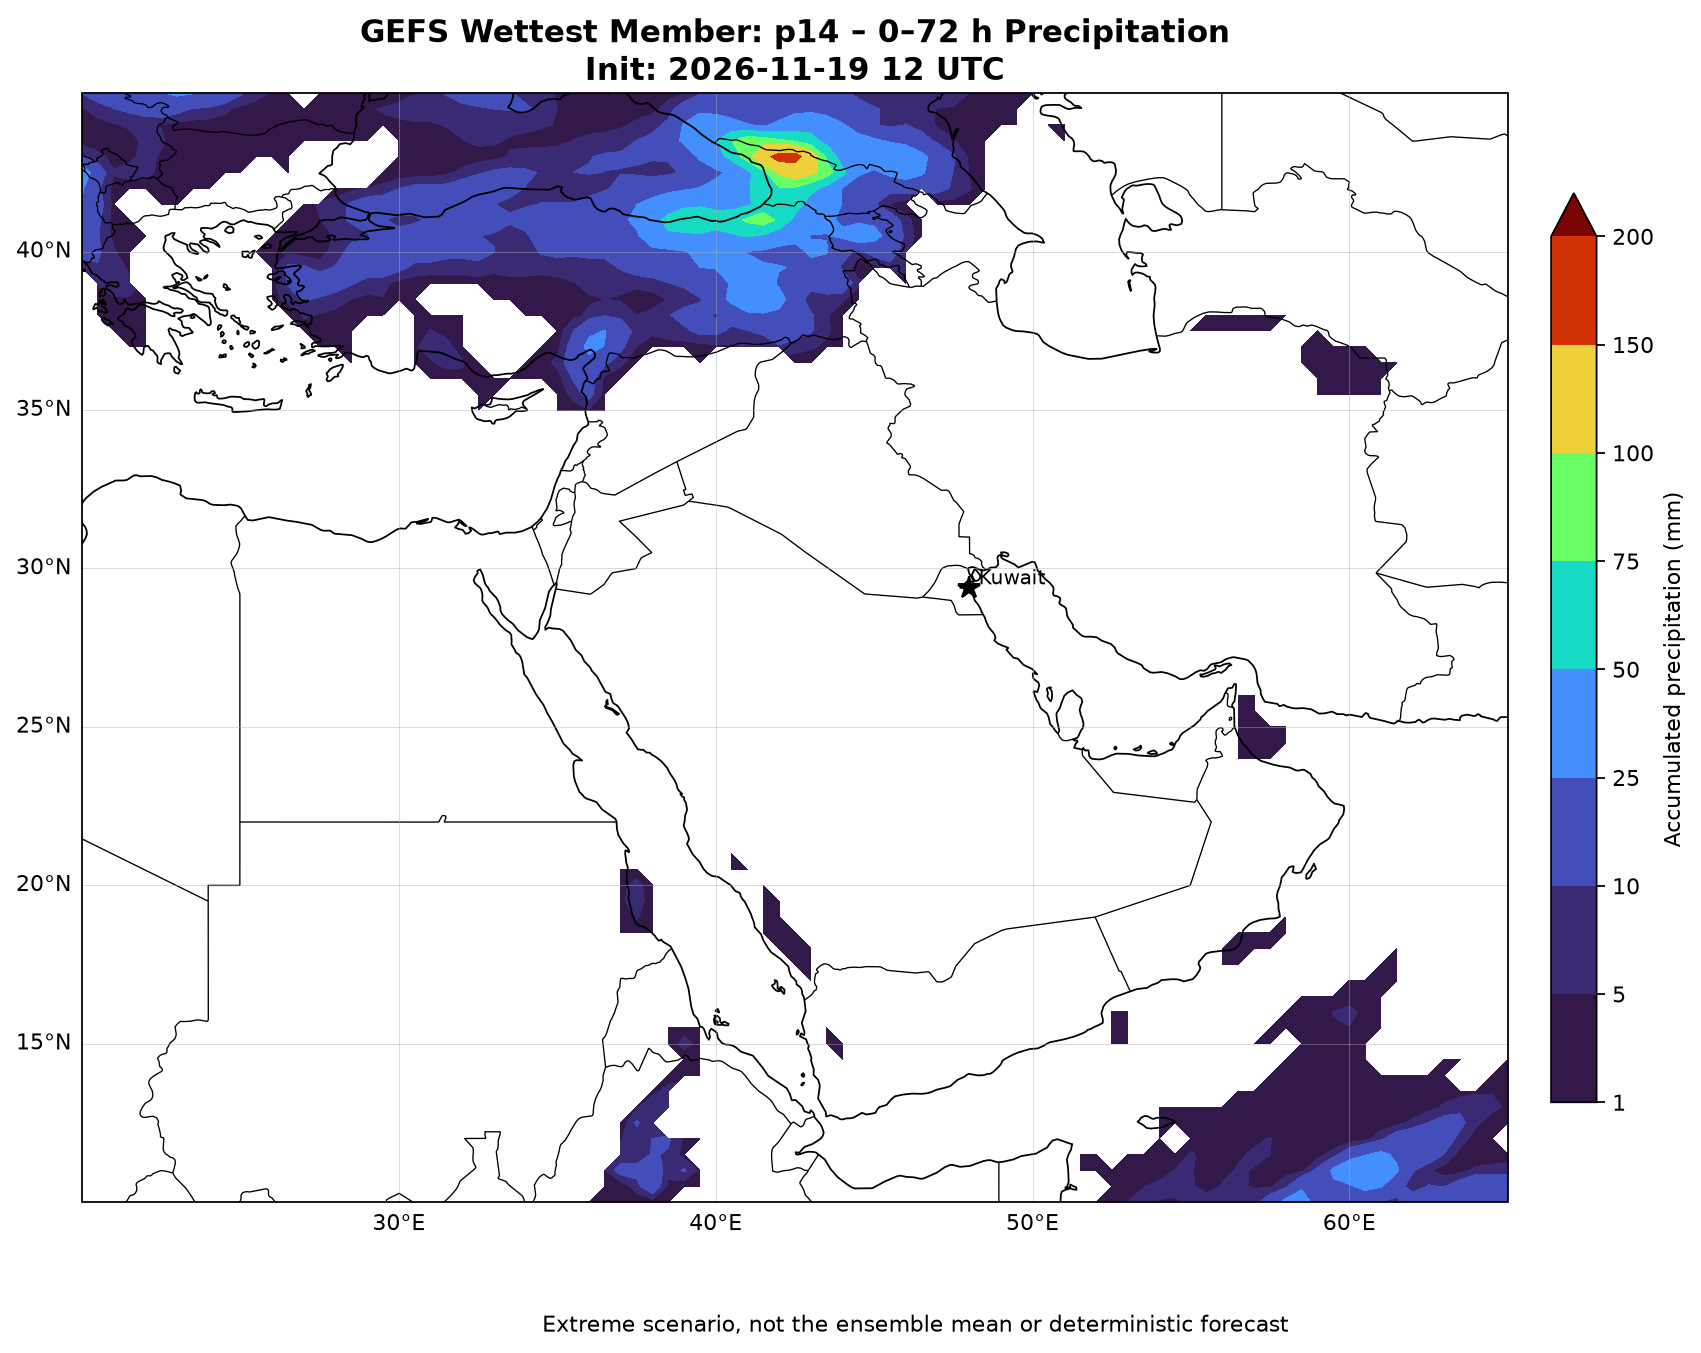 GEFS Wettest Member: p14 – 0–72 h Precipitation
Init: 2026-11-19 12 UTC
40°N
35°N
30°N
25°N
20°N
15°N
30°E
40°E
50°E
60°E
Kuwait
200
150
100
75
50
25
10
5
1
Accumulated precipitation (mm)
Extreme scenario, not the ensemble mean or deterministic forecast